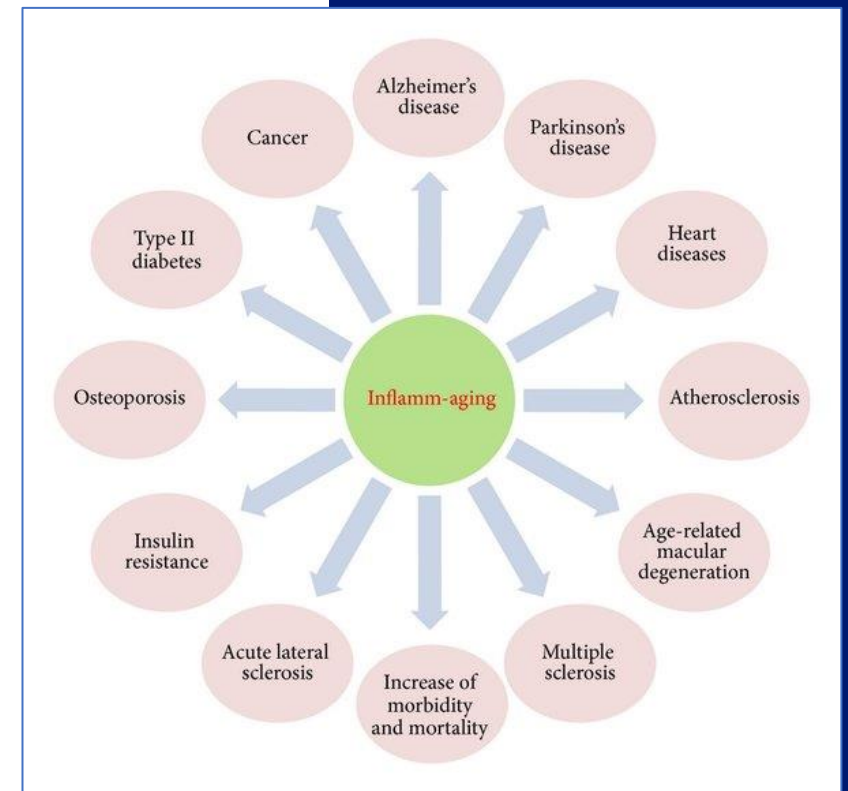 Alzheimer's
disease
Parkinson's
disease
Heart
diseases
Atherosclerosis
Age-related
macular
degeneration
Multiple
sclerosis
Increase of
morbidity
and mortality
Acute lateral
sclerosis
Insulin
resistance
Osteoporosis
Type II
diabetes
Cancer
Inflamm-aging